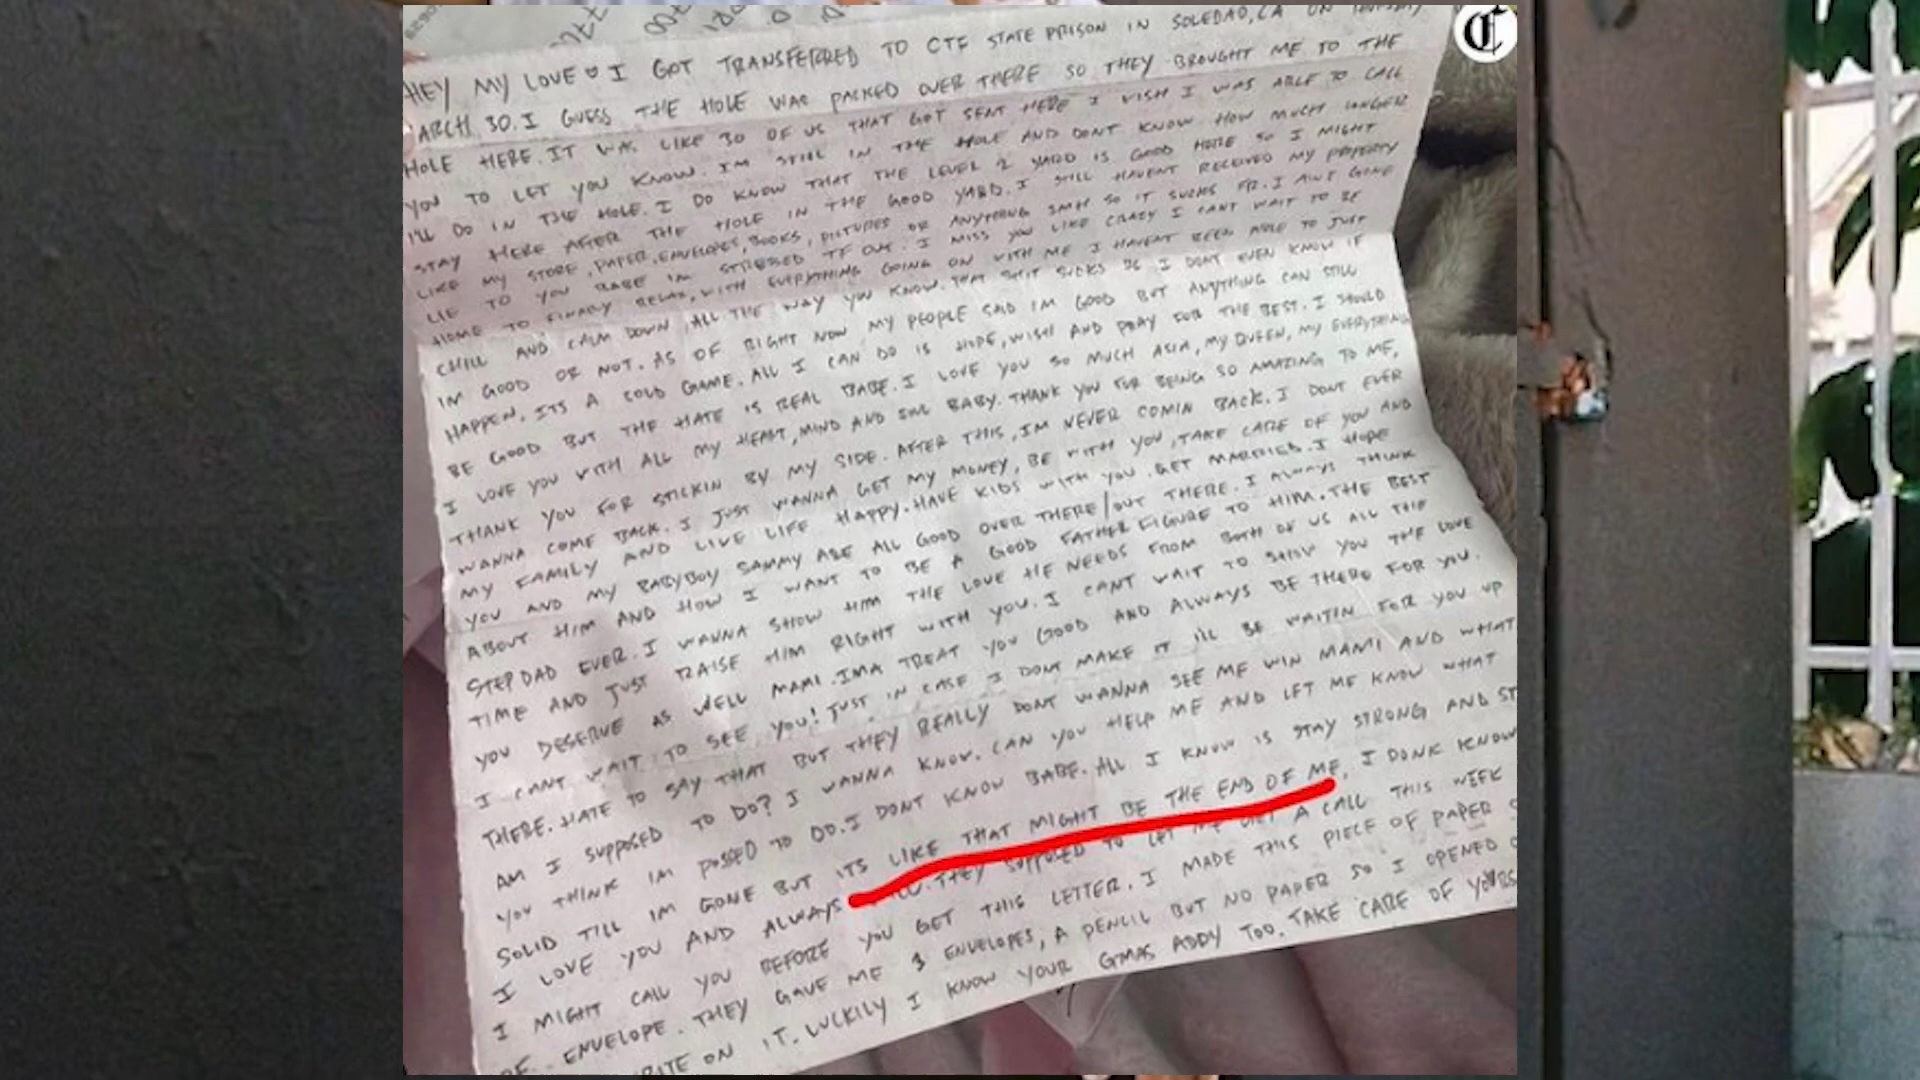 HEY MY LOVE ♡ I GOT TRANSFERRED TO CTF STATE PRISON IN SOLEDAD, CA ON
ARCH 30. I GUESS THE HOLE WAS PACKED OVER THERE SO THEY BROUGHT ME TO THE
HOLE HERE. IT WAS LIKE 30 OF US THAT GOT SENT HERE I WISH I WAS ABLE TO CALL
YOU TO LET YOU KNOW. IM STILL IN THE HOLE AND DONT KNOW HOW MUCH LONGER
I'LL DO IN THE HOLE. I DO KNOW THAT THE LEVEL 2 YARD IS GOOD HERE SO I MIGHT
STAY HERE AFTER THE HOLE IN THE GOOD YARD. I STILL HAVENT RECEIVED MY PROPERTY
LIKE MY STORE, PAPER, ENVELOPES, BOOKS, PICTURES OR ANYTHING SMH SO IT SUCKS FR. I AINT GONE
LIE TO YOU BABE IM STRESSED TF OUT. I MISS YOU LIKE CRAZY I CANT WAIT TO BE
HOME TO FINALLY RELAX, WITH EVERYTHING GOING ON WITH ME I HAVENT BEEN ABLE TO JUST
CHILL AND CALM DOWN ALL THE WAY YOU KNOW. THAT SHIT SUCKS I DONT EVEN KNOW IF
IM GOOD OR NOT. AS OF RIGHT NOW MY PEOPLE SAID IM GOOD BUT ANYTHING CAN STILL
HAPPEN. ITS A COLD GAME. ALL I CAN DO IS HOPE, WISH AND PRAY FOR THE BEST. I SHOULD
BE GOOD BUT THE HATE IS REAL BABE. I LOVE YOU SO MUCH ASIA, MY QUEEN, MY EVERYTHING
I LOVE YOU WITH ALL MY HEART, MIND AND SOUL BABY. THANK YOU FOR BEING SO AMAZING TO ME,
THANK YOU FOR STICKIN BY MY SIDE. AFTER THIS, IM NEVER COMIN BACK. I DONT EVER
WANNA COME BACK. I JUST WANNA GET MY MONEY, BE WITH YOU, TAKE CARE OF YOU AND
MY FAMILY AND LIVE LIFE HAPPY. HAVE KIDS WITH YOU. GET MARRIED. I HOPE
YOU AND MY BABYBOY SAMMY ARE ALL GOOD OVER THERE/OUT THERE. I ALWAYS THINK
ABOUT HIM AND HOW I WANT TO BE A GOOD FATHER FIGURE TO HIM. THE BEST
STEPDAD EVER. I WANNA SHOW HIM THE LOVE HE NEEDS FROM BOTH OF US ALL THE
TIME AND JUST RAISE HIM RIGHT WITH YOU. I CANT WAIT TO SHOW YOU THE LOVE
YOU DESERVE AS WELL MAMI. IMA TREAT YOU GOOD AND ALWAYS BE THERE FOR YOU.
I CANT WAIT TO SEE YOU! JUST IN CASE I DONT MAKE IT I'LL BE WAITIN FOR YOU UP
THERE. HATE TO SAY THAT BUT THEY REALLY DONT WANNA SEE ME WIN MAMI AND WHAT
AM I SUPPOSED TO DO? I WANNA KNOW. CAN YOU HELP ME AND LET ME KNOW WHAT
YOU THINK IM POSSED TO DO. I DONT KNOW BABE. ALL I KNOW IS STAY STRONG AND ST
SOLID TILL IM GONE BUT ITS LIKE THAT MIGHT BE THE END OF ME. I DONK KNOW
I LOVE YOU AND ALWAYS THEY SUPPOSED TO LET ME GET A CALL THIS WEEK
I MIGHT CALL YOU BEFORE YOU GET THIS LETTER. I MADE THIS PIECE OF PAPER
ENVELOPE. THEY GAVE ME 3 ENVELOPES, A PENCIL BUT NO PAPER SO I OPENED
ON IT. LUCKILY I KNOW YOUR GMAS ADDY TOO. TAKE CARE OF